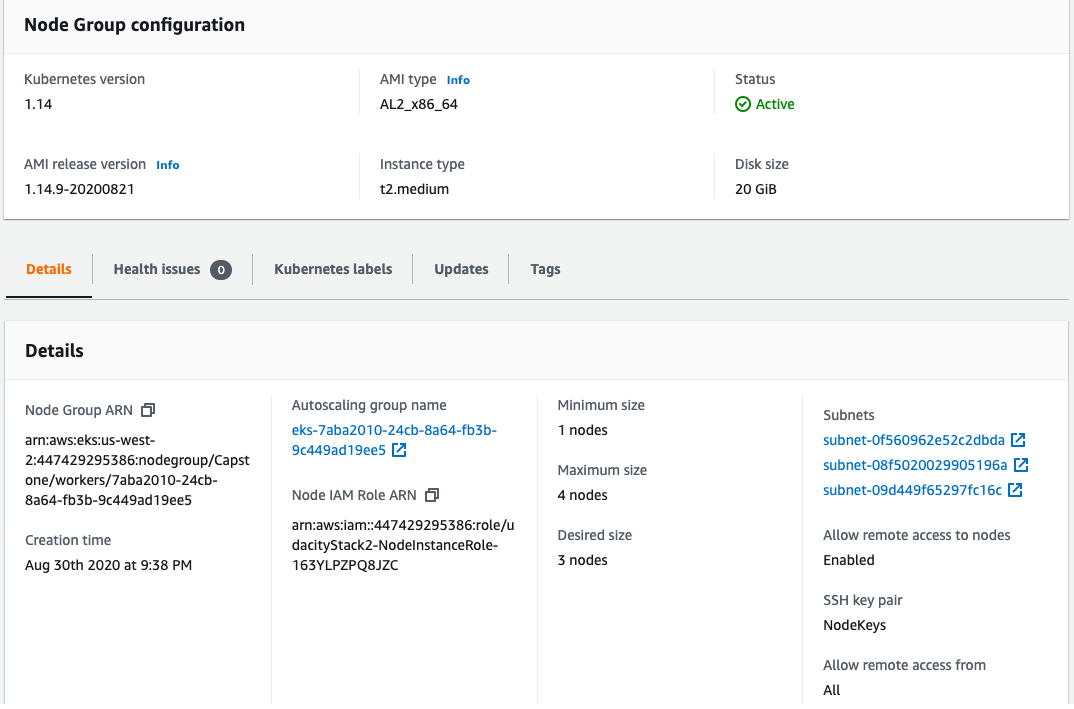 Node Group configuration
Kubernetes version
1.14
AMI type Info
AL2_x86_64
Status
Active
AMI release version Info
1.14.9-20200821
Instance type
t2.medium
Disk size
20 GiB
Details
Health issues 0
Kubernetes labels
Updates
Tags
Details
Node Group ARN
arn:aws:eks:us-west-
2:447429295386:nodegroup/Capst
one/workers/7aba2010-24cb-
8a64-fb3b-9c449ad19ee5
Creation time
Aug 30th 2020 at 9:38 PM
Autoscaling group name
eks-7aba2010-24cb-8a64-fb3b-
9c449ad19ee5
Node IAM Role ARN
arn:aws:iam::447429295386:role/u
dacityStack2-NodeInstanceRole-
163YLPZPQ8JZC
Minimum size
1 nodes
Maximum size
4 nodes
Desired size
3 nodes
Subnets
subnet-0f560962e52c2dbda
subnet-08f5020029905196a
subnet-09d449f65297fc16c
Allow remote access to nodes
Enabled
SSH key pair
NodeKeys
Allow remote access from
All